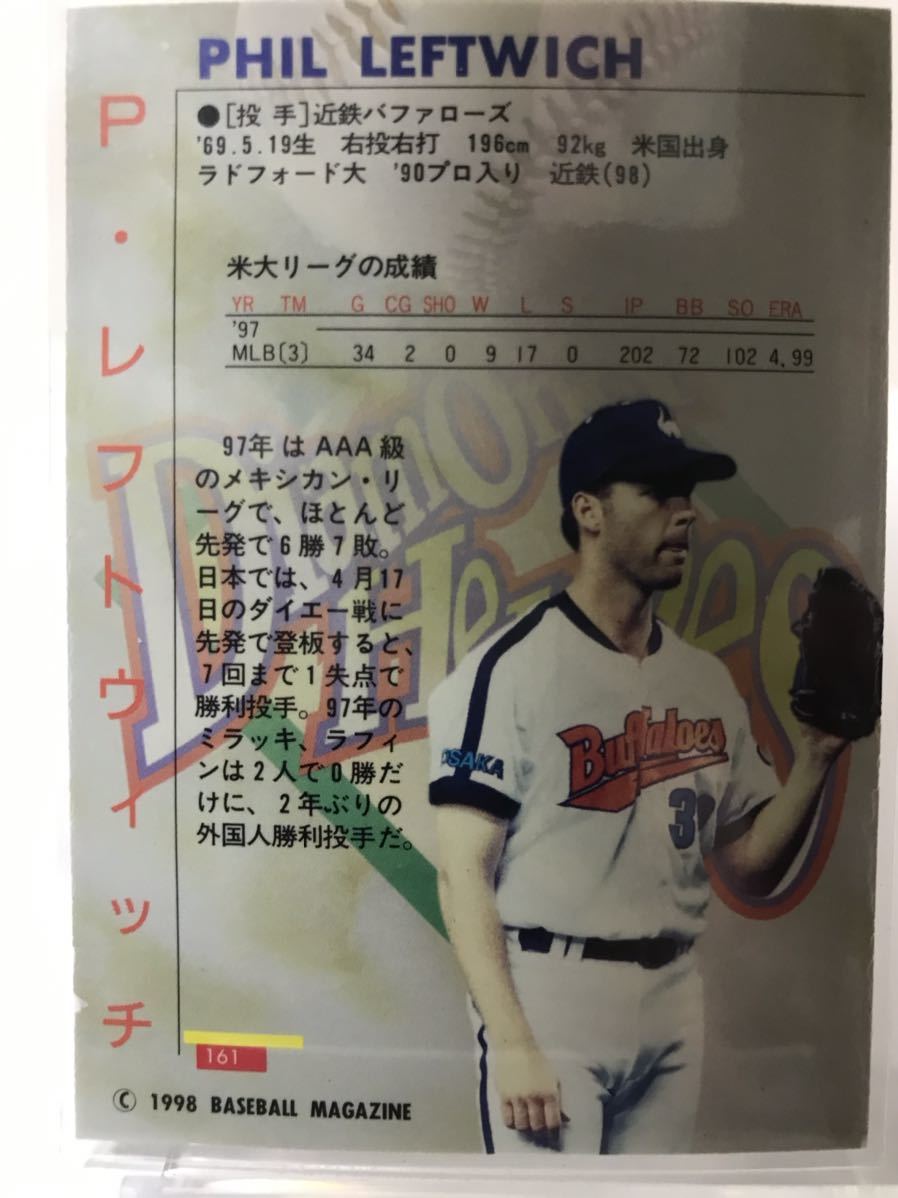 PHIL LEFTWICH
P・レフトウィッチ
●[投手]近鉄バファローズ
'69.5.19生 右投右打 196cm 92kg 米国出身
ラドフォード大 '90プロ入り 近鉄(98)
米大リーグの成績
YR TM G CG SHO W L S IP BB SO ERA
'97
MLB(3) 34 2 0 9 17 0 202 72 102 4.99
97年はAAA級
のメキシカン・リ
ーグで、ほとんど
先発で6勝7敗。
日本では、4月17
日のダイエー戦に
先発で登板すると、
7回まで1失点で
勝利投手。97年の
ミラッキ、ラフィ
ンは2人で0勝だ
けに、2年ぶりの
外国人勝利投手だ。
Diamond
Heroes
OSAKA
Buffaloes
3
161
© 1998 BASEBALL MAGAZINE